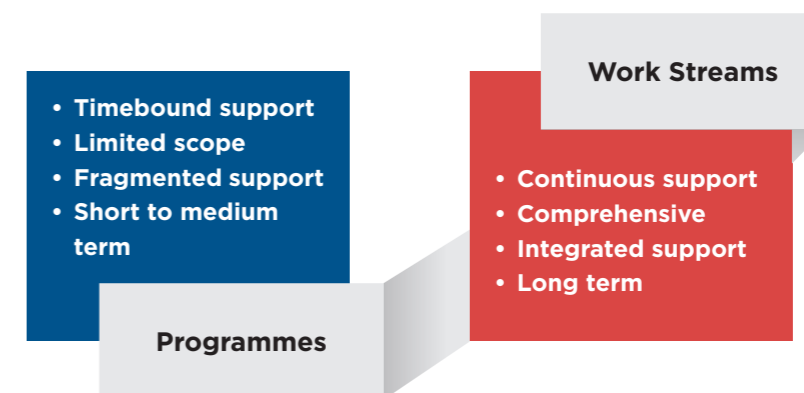 • Timebound support
• Limited scope
• Fragmented support
• Short to medium
term
Programmes
Work Streams
• Continuous support
• Comprehensive
• Integrated support
• Long term